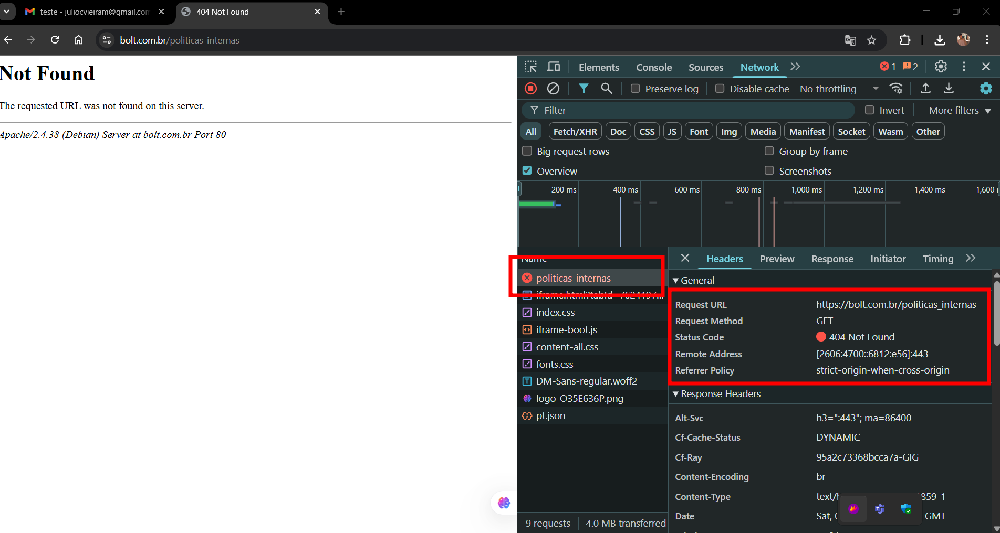 teste - juliocvieiram@gmail.com
404 Not Found
bolt.com.br/politicas_internas
Not Found
The requested URL was not found on this server.
Apache/2.4.38 (Debian) Server at bolt.com.br Port 80
Elements Console Sources Network 1 2
Preserve log Disable cache No throttling
Filter Invert More filters
All Fetch/XHR Doc CSS JS Font Img Media Manifest Socket Wasm Other
Big request rows Group by frame
Overview Screenshots
200 ms 400 ms 600 ms 800 ms 1,000 ms 1,200 ms 1,400 ms 1,600
Name
Headers Preview Response Initiator Timing
politicas_internas
iframe.html?tabId=7624197...
index.css
iframe-boot.js
content-all.css
fonts.css
DM-Sans-regular.woff2
logo-O35E636P.png
pt.json
9 requests 4.0 MB transferred
General
Request URL https://bolt.com.br/politicas_internas
Request Method GET
Status Code 404 Not Found
Remote Address [2606:4700::6812:e56]:443
Referrer Policy strict-origin-when-cross-origin
Response Headers
Alt-Svc h3=":443"; ma=86400
Cf-Cache-Status DYNAMIC
Cf-Ray 95a2c73368bcca7a-GIG
Content-Encoding br
Content-Type text/ 859-1
Date Sat, GMT